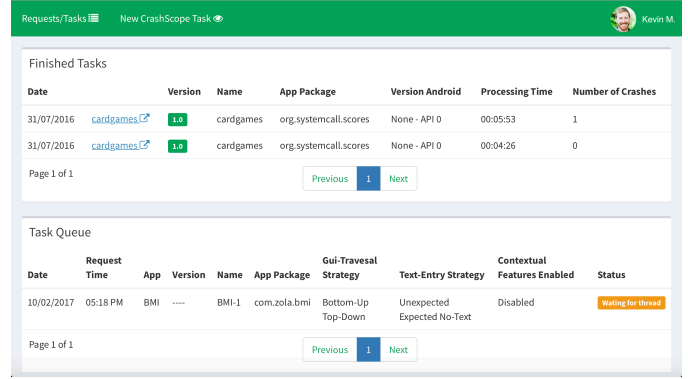 Requests/Tasks New CrashScope Task Kevin M.
Finished Tasks
Date Version Name App Package Version Android Processing Time Number of Crashes
31/07/2016 cardgames 1.0 cardgames org.systemcall.scores None - API 0 00:05:53 1
31/07/2016 cardgames 1.0 cardgames org.systemcall.scores None - API 0 00:04:26 0
Page 1 of 1 Previous 1 Next
Task Queue
Request Gui-Travesal Contextual
Date Time App Version Name App Package Strategy Text-Entry Strategy Features Enabled Status
10/02/2017 05:18 PM BMI ---- BMI-1 com.zola.bmi Bottom-Up Unexpected Disabled Wating for thread
Top-Down Expected No-Text
Page 1 of 1 Previous 1 Next